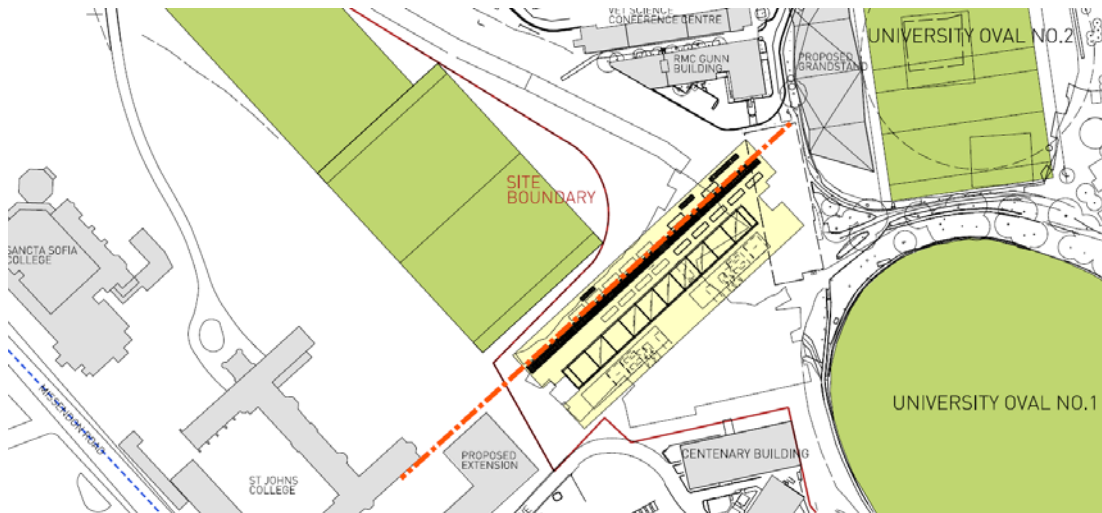 VET SCIENCE
CONFERENCE CENTRE
RMC GUNN
BUILDING
PROPOSED
GRANDSTAND
UNIVERSITY OVAL NO.2
SITE
BOUNDARY
SANCTA SOFIA
COLLEGE
MISSENDON ROAD
ST JOHNS
COLLEGE
PROPOSED
EXTENSION
CENTENARY BUILDING
UNIVERSITY OVAL NO.1